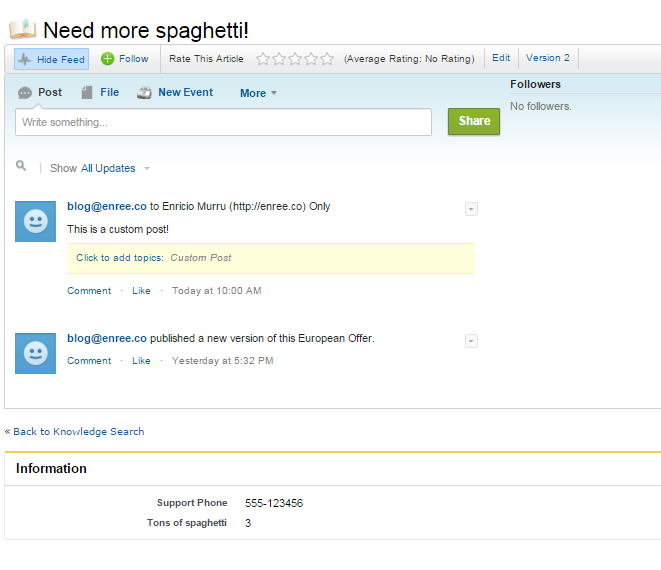 Need more spaghetti!
Hide Feed Follow Rate This Article (Average Rating: No Rating) Edit Version 2
Post File New Event More
Followers
No followers.
Write something... Share
Show All Updates
blog@enree.co to Enricio Murru (http://enree.co) Only
This is a custom post!
Click to add topics: Custom Post
Comment · Like · Today at 10:00 AM
blog@enree.co published a new version of this European Offer.
Comment · Like · Yesterday at 5:32 PM
« Back to Knowledge Search
Information
Support Phone 555-123456
Tons of spaghetti 3